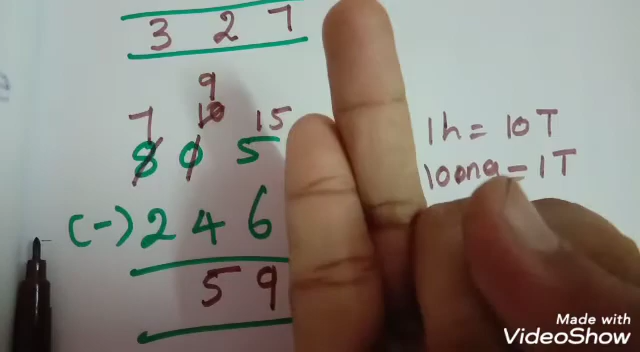 3 2 7
9
7 10 15
8 0 5
(-) 2 4 6
5 9
1h = 10T
10ones = 1T
Made with
VideoShow